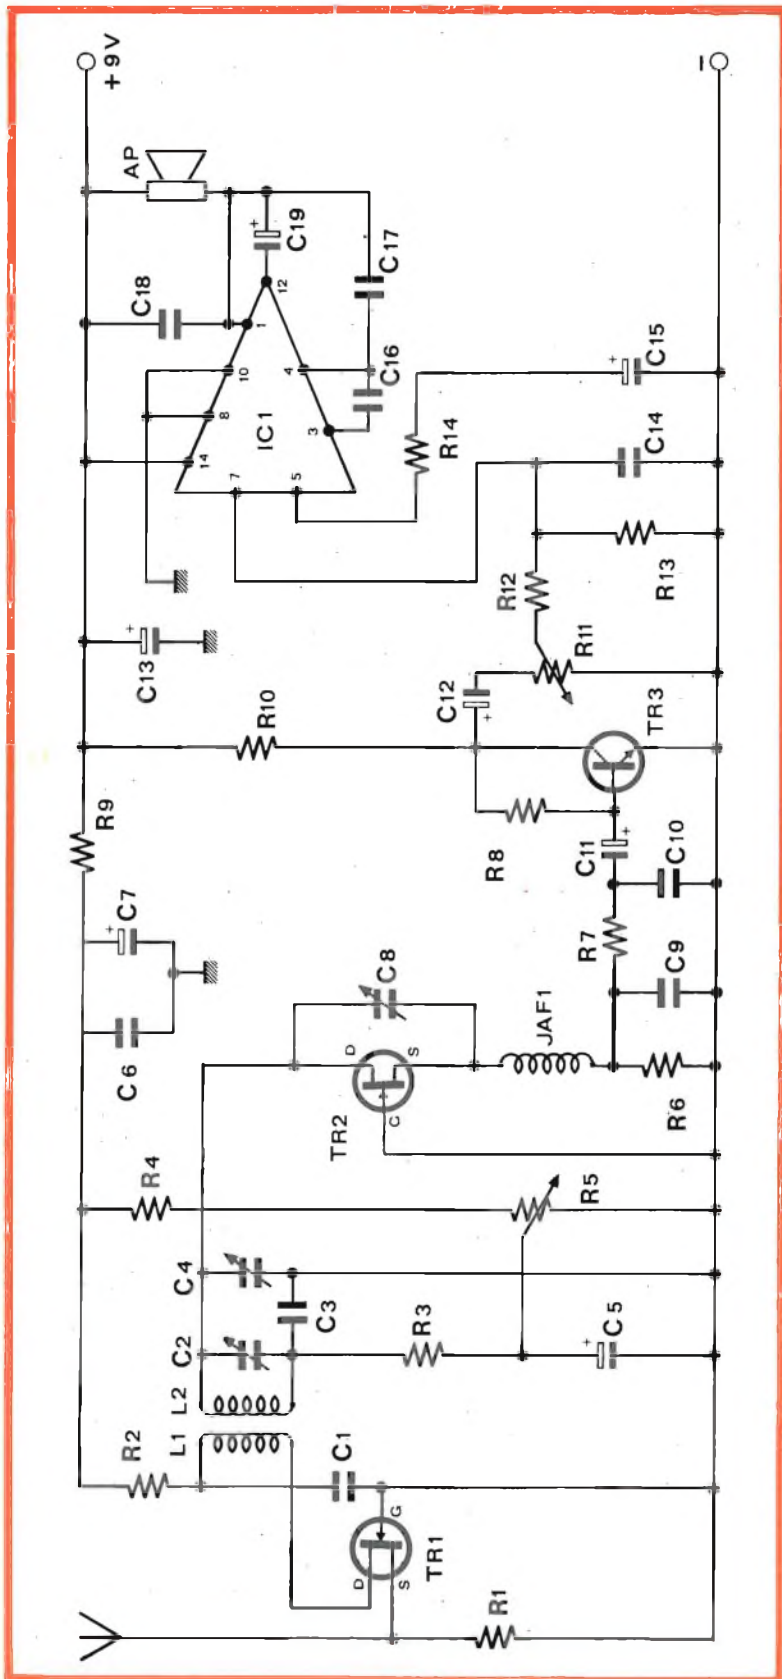 +9V
AP
C18
C19
C17
12
1
10
4
C16
8
IC1
3
14
7
5
R14
C15
–
C14
R12
R13
C13
R11
C12
R10
TR3
R9
R8
C11
C10
C7
R7
C9
C8
C6
JAF1
D
S
TR2
C
R6
R4
R5
C4
C3
C2
R3
C5
L2
L1
R2
C1
G
D
S
TR1
R1